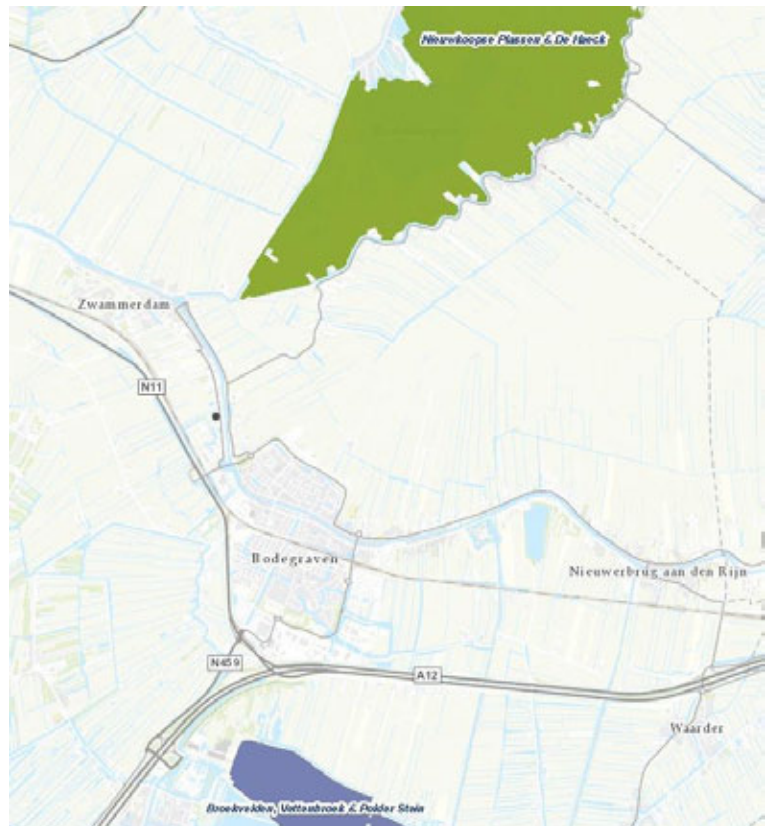 Nieuwkoopse Plassen & De Haeck
Zwammerdam
N11
Bodegraven
Nieuwerbrug aan den Rijn
N459
A12
Waarder
Broekvelden, Vettenbroek & Polder Stein